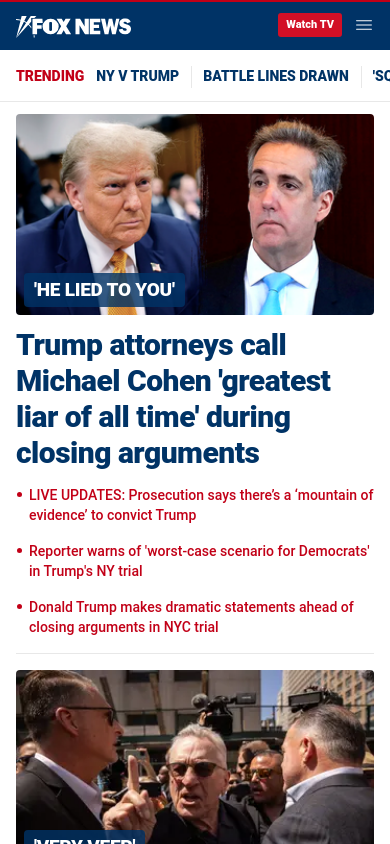 FOX NEWS
Watch TV
TRENDING NY V TRUMP BATTLE LINES DRAWN 'SC
'HE LIED TO YOU'
Trump attorneys call
Michael Cohen 'greatest
liar of all time' during
closing arguments
LIVE UPDATES: Prosecution says there’s a ‘mountain of
evidence’ to convict Trump
Reporter warns of 'worst-case scenario for Democrats'
in Trump's NY trial
Donald Trump makes dramatic statements ahead of
closing arguments in NYC trial
'VERY VEEP'